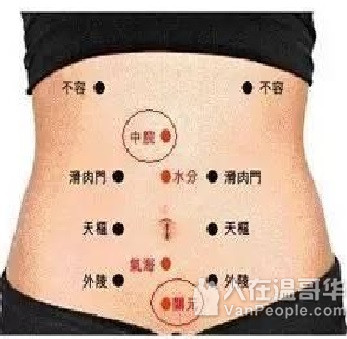 不容 不容
中脘
滑肉門 水分 滑肉門
天樞 天樞
氣海
外陵 外陵
關元
人在温哥华
VanPeople.com